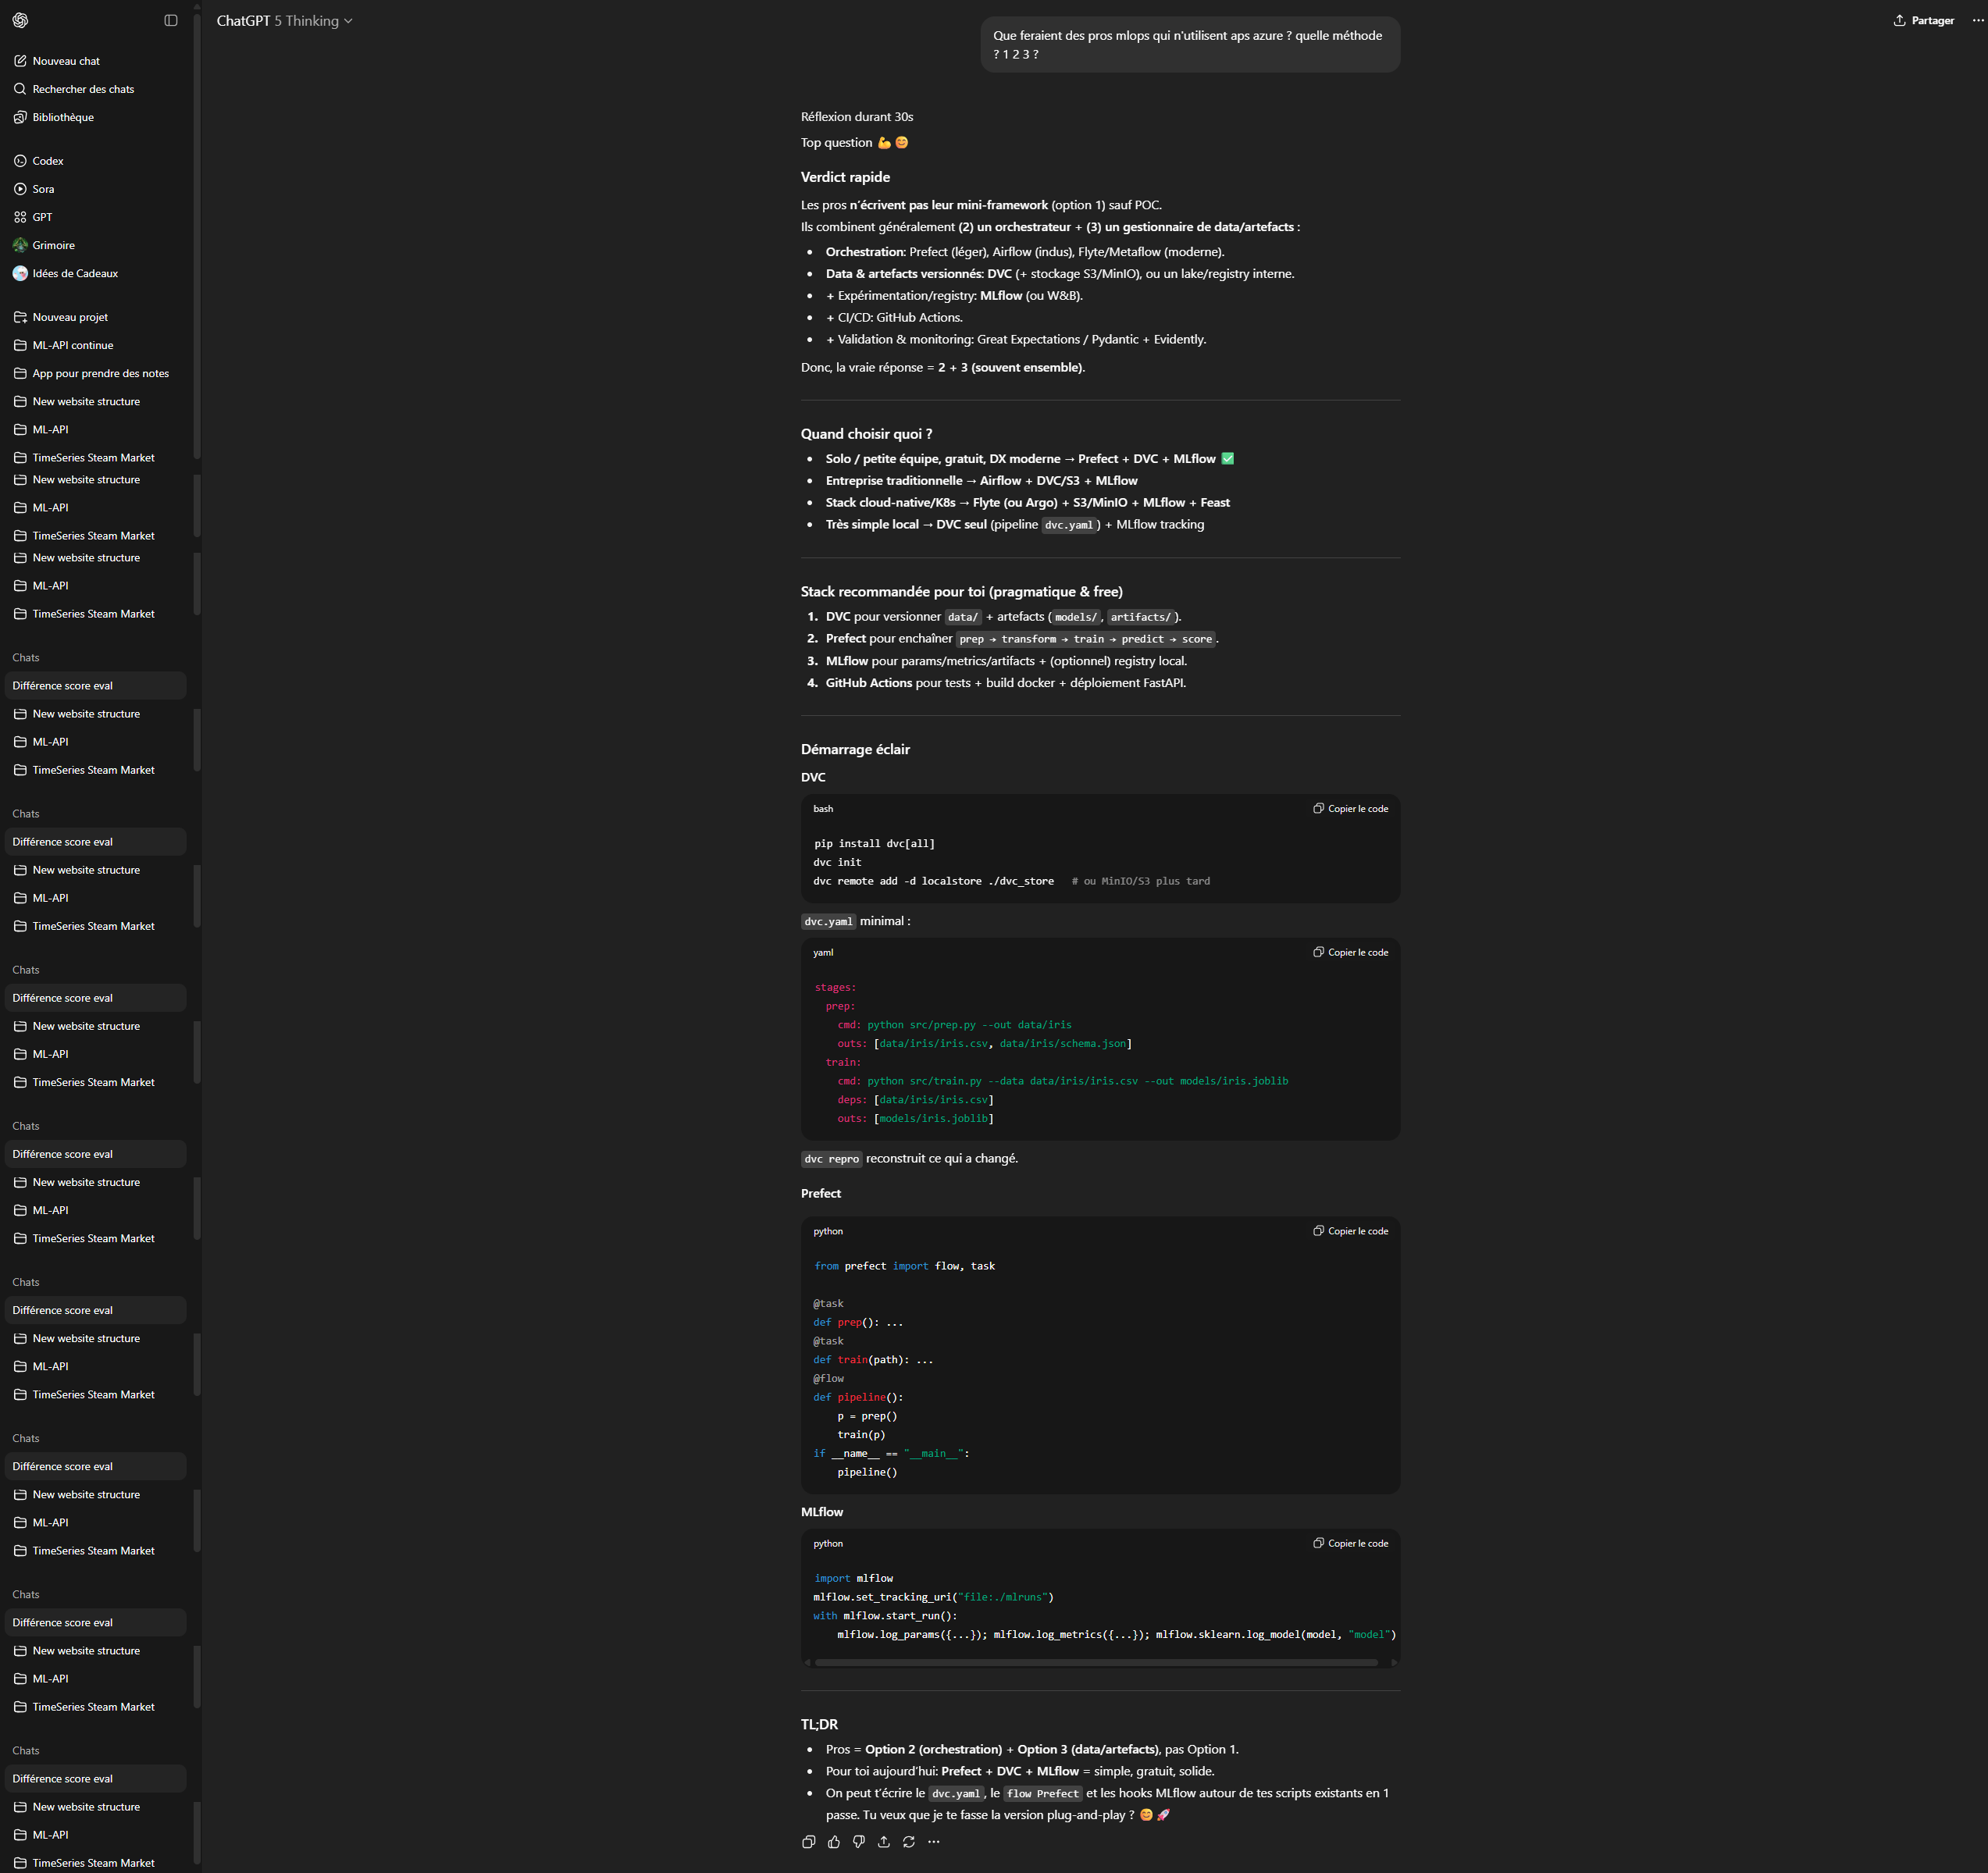 ChatGPT 5 Thinking
Partager
Nouveau chat
Rechercher des chats
Bibliothèque
Codex
Sora
GPT
Grimoire
Idées de Cadeaux
Nouveau projet
ML-API continue
App pour prendre des notes
New website structure
ML-API
TimeSeries Steam Market
New website structure
ML-API
TimeSeries Steam Market
New website structure
ML-API
TimeSeries Steam Market
Chats
Différence score eval
New website structure
ML-API
TimeSeries Steam Market
Chats
Différence score eval
New website structure
ML-API
TimeSeries Steam Market
Chats
Différence score eval
New website structure
ML-API
TimeSeries Steam Market
Chats
Différence score eval
New website structure
ML-API
TimeSeries Steam Market
Chats
Différence score eval
New website structure
ML-API
TimeSeries Steam Market
Chats
Différence score eval
New website structure
ML-API
TimeSeries Steam Market
Chats
Différence score eval
New website structure
ML-API
TimeSeries Steam Market
Chats
Différence score eval
New website structure
ML-API
TimeSeries Steam Market
Que feraient des pros mlops qui n'utilisent aps azure ? quelle méthode
? 1 2 3 ?
Réflexion durant 30s
Top question 💪 😊
Verdict rapide
Les pros n'écrivent pas leur mini-framework (option 1) sauf POC.
Ils combinent généralement (2) un orchestrateur + (3) un gestionnaire de data/artefacts :
• Orchestration: Prefect (léger), Airflow (indus), Flyte/Metaflow (moderne).
• Data & artefacts versionnés: DVC (+ stockage S3/MinIO), ou un lake/registry interne.
• + Expérimentation/registry: MLflow (ou W&B).
• + CI/CD: GitHub Actions.
• + Validation & monitoring: Great Expectations / Pydantic + Evidently.
Donc, la vraie réponse = 2 + 3 (souvent ensemble).
Quand choisir quoi ?
• Solo / petite équipe, gratuit, DX moderne → Prefect + DVC + MLflow ✅
• Entreprise traditionnelle → Airflow + DVC/S3 + MLflow
• Stack cloud-native/K8s → Flyte (ou Argo) + S3/MinIO + MLflow + Feast
• Très simple local → DVC seul (pipeline dvc.yaml) + MLflow tracking
Stack recommandée pour toi (pragmatique & free)
1. DVC pour versionner data/ + artefacts (models/, artifacts/).
2. Prefect pour enchaîner prep → transform → train → predict → score.
3. MLflow pour params/metrics/artifacts + (optionnel) registry local.
4. GitHub Actions pour tests + build docker + déploiement FastAPI.
Démarrage éclair
DVC
bash
Copier le code
pip install dvc[all]
dvc init
dvc remote add -d localstore ./dvc_store # ou MinIO/S3 plus tard
dvc.yaml minimal :
yaml
Copier le code
stages:
prep:
cmd: python src/prep.py --out data/iris
outs: [data/iris/iris.csv, data/iris/schema.json]
train:
cmd: python src/train.py --data data/iris/iris.csv --out models/iris.joblib
deps: [data/iris/iris.csv]
outs: [models/iris.joblib]
dvc repro reconstruit ce qui a changé.
Prefect
python
Copier le code
from prefect import flow, task
@task
def prep(): ...
@task
def train(path): ...
@flow
def pipeline():
p = prep()
train(p)
if __name__ == "__main__":
pipeline()
MLflow
python
Copier le code
import mlflow
mlflow.set_tracking_uri("file:./mlruns")
with mlflow.start_run():
mlflow.log_params({...}); mlflow.log_metrics({...}); mlflow.sklearn.log_model(model, "model")
TL;DR
• Pros = Option 2 (orchestration) + Option 3 (data/artefacts), pas Option 1.
• Pour toi aujourd'hui: Prefect + DVC + MLflow = simple, gratuit, solide.
• On peut t'écrire le dvc.yaml, le flow Prefect et les hooks MLflow autour de tes scripts existants en 1
passe. Tu veux que je te fasse la version plug-and-play ? 😊 🚀